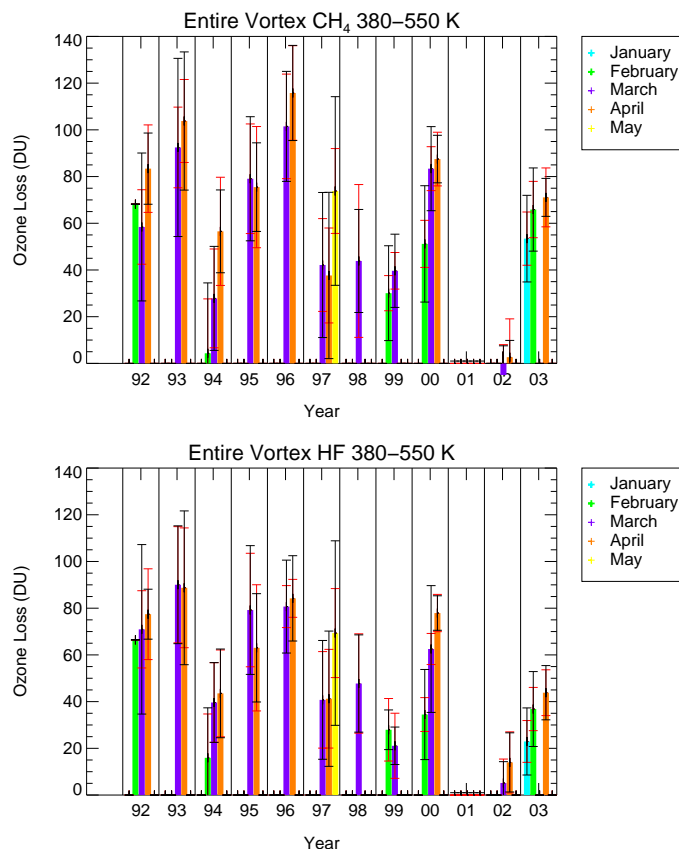 Entire Vortex CH4 380−550 K
140
120
100
80
60
40
20
0
Ozone Loss (DU)
92 93 94 95 96 97 98 99 00 01 02 03
Year
January
February
March
April
May
Entire Vortex HF 380−550 K
140
120
100
80
60
40
20
0
Ozone Loss (DU)
92 93 94 95 96 97 98 99 00 01 02 03
Year
January
February
March
April
May